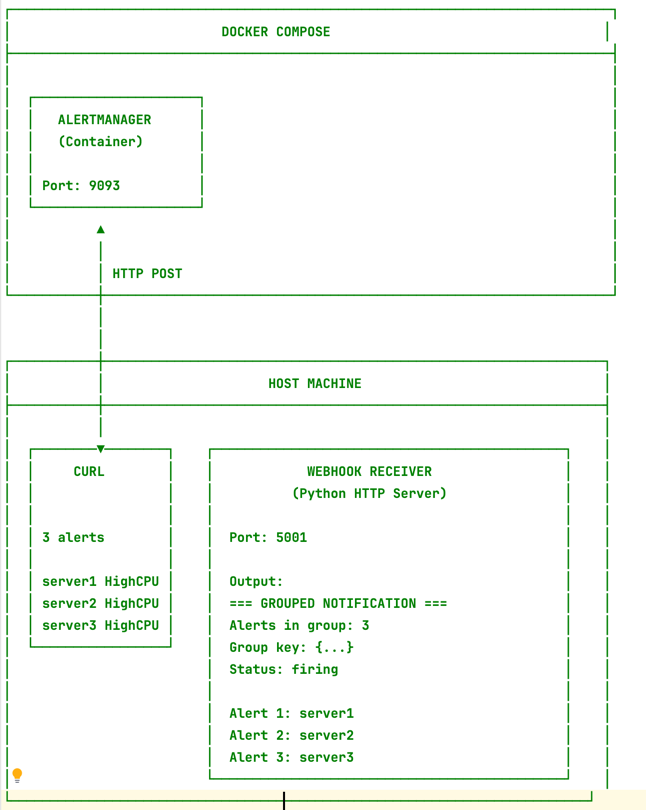 DOCKER COMPOSE
ALERTMANAGER
(Container)
Port: 9093
HTTP POST
HOST MACHINE
CURL
3 alerts
server1 HighCPU
server2 HighCPU
server3 HighCPU
WEBHOOK RECEIVER
(Python HTTP Server)
Port: 5001
Output:
=== GROUPED NOTIFICATION ===
Alerts in group: 3
Group key: {...}
Status: firing
Alert 1: server1
Alert 2: server2
Alert 3: server3